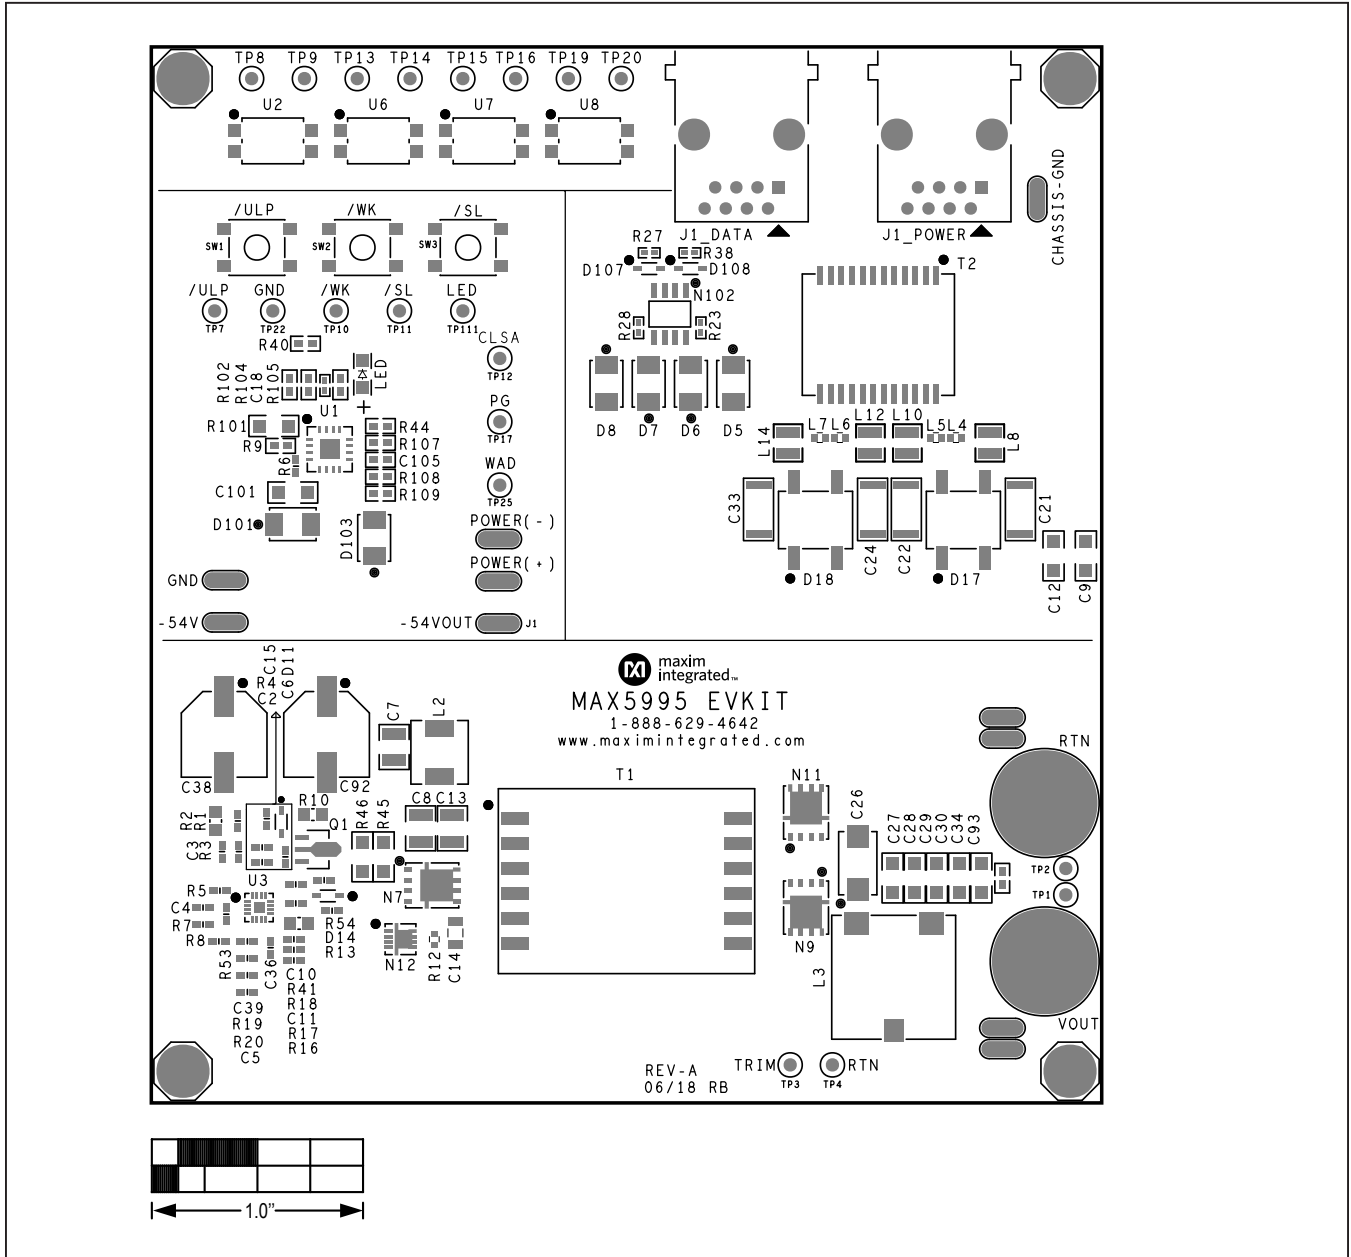 TP8 TP9 TP13 TP14 TP15 TP16 TP19 TP20
U2 U6 U7 U8
CHASSIS-GND
/ULP /WK /SL
SW1 SW2 SW3
J1_DATA J1_POWER
R27 R38
D107 D108
T2
N102
/ULP GND /WK /SL LED
TP7 TP22 TP10 TP11 TP111
R28 R23
R40
CLSA
TP12
R102
R104
C18
R105
LED
+
D8 D7 D6 D5
U1
PG
TP17
R101
R9
R6
R44
R107
C105
R108
R109
L14 L7 L6 L12 L10 L5 L4 L8
WAD
TP25
C101
D101
D103
POWER(-)
POWER(+)
C33 C24 C22 C21
D18 D17
C12 C9
GND
-54V
-54VOUT J1
maxim
integrated™
MAX5995 EVKIT
1-888-629-4642
www.maximintegrated.com
R4 C15
C2 C6 D11
C7 L2
C38 C92
RTN
T1
N11
C26
R2 R1
R10
Q1
R46 R45
C8 C13
C27 C28 C29 C30 C34 C93
C3 R3
TP2
TP1
U3
N7
R5
C4
R7
R8
R54
D14
R13
N12
R12 C14
N9
L3
R53
C36
C10
R41
R18
C11
R17
R16
C39
R19
R20
C5
VOUT
TRIM TP3 TP4 RTN
REV-A
06/18 RB
1.0”